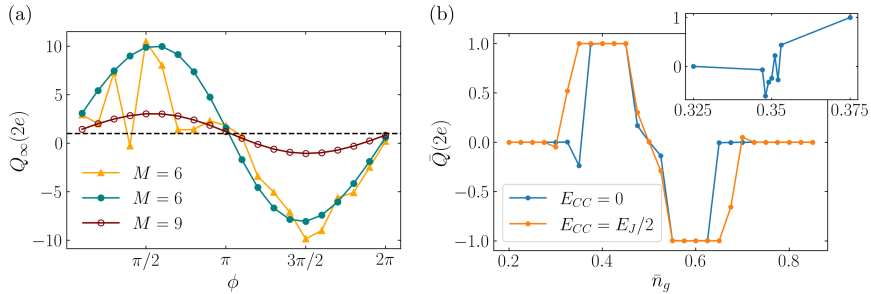 (a)
10
5
0
−5
−10
Q∞(2e)
M = 6
M = 6
M = 9
π/2
π
3π/2
2π
ϕ
(b)
1.0
0.5
0.0
−0.5
−1.0
Q̄(2e)
E_CC = 0
E_CC = E_J/2
0.2
0.4
0.6
0.8
n̄_g
1
0
0.325
0.35
0.375